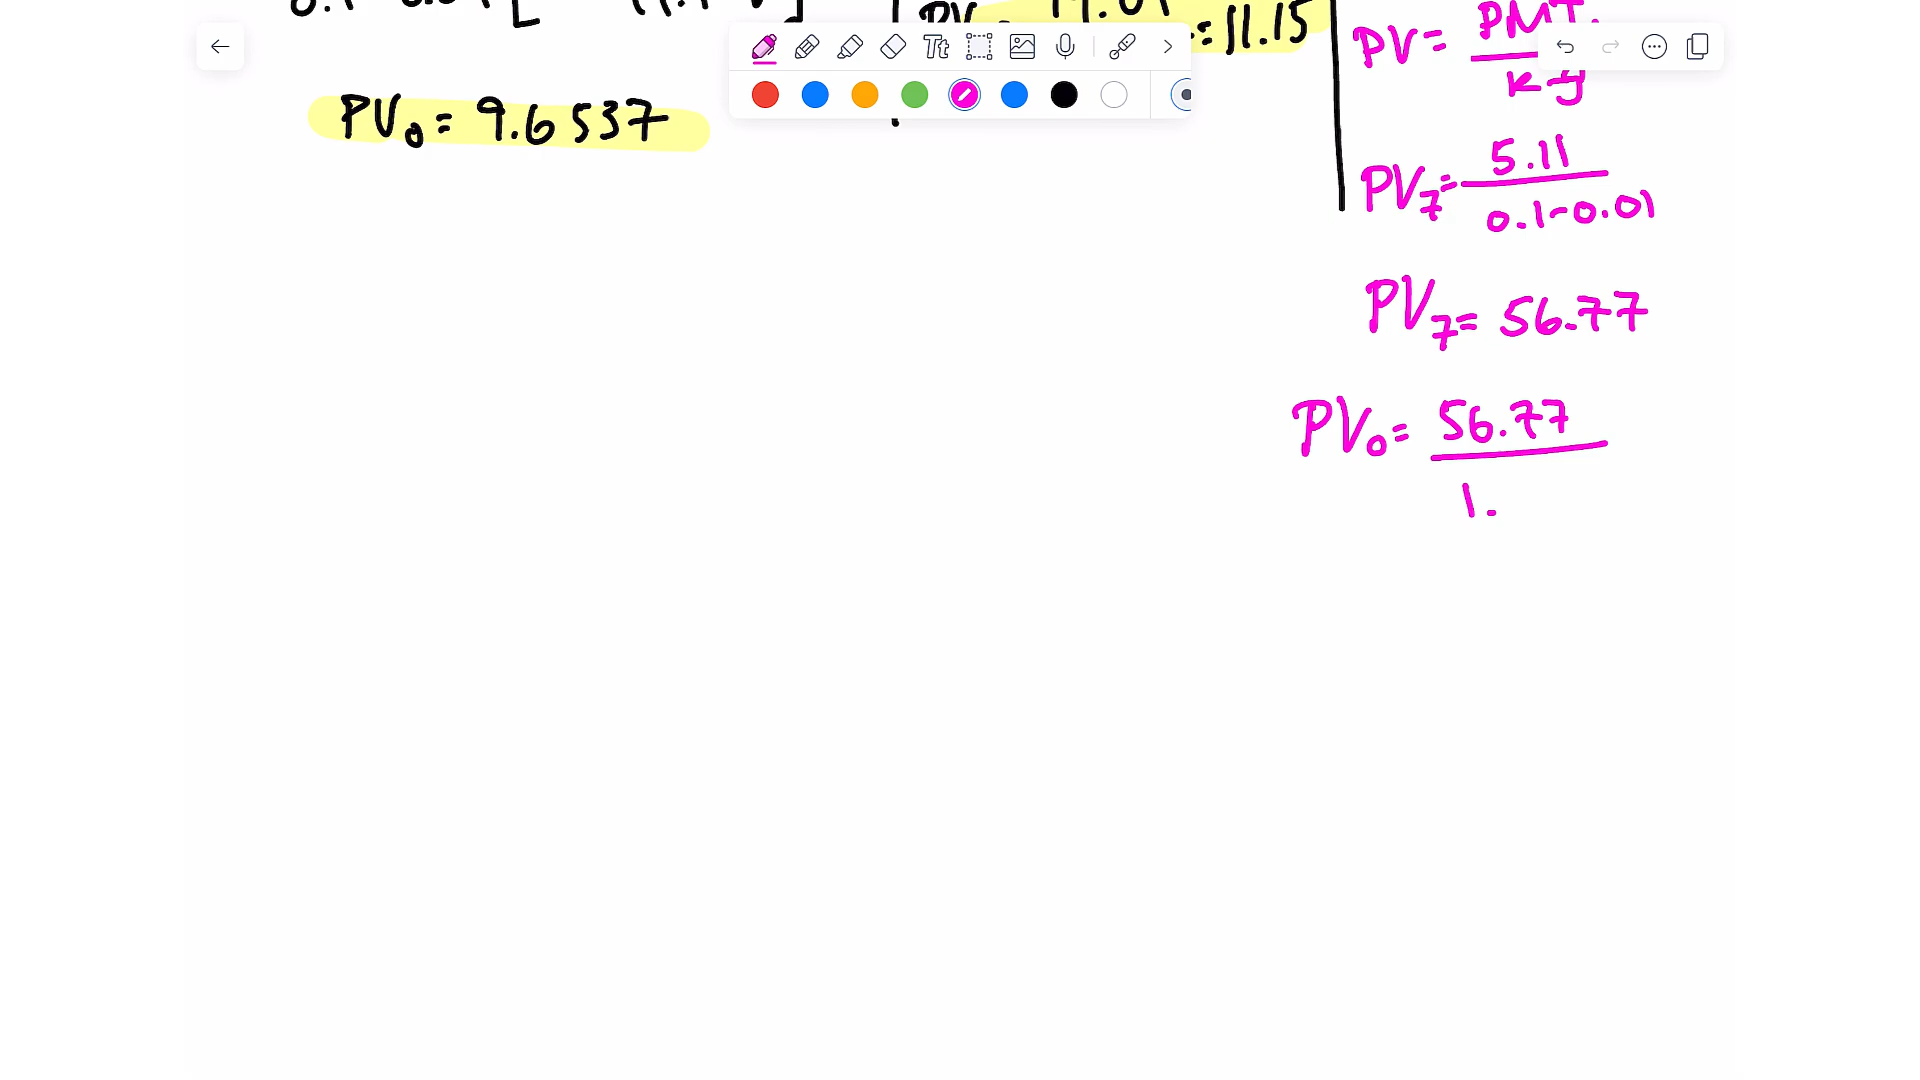 PV₀ = 9.6537
= 11.15
PV = PMT
k-g
PV₇ = 5.11
0.1-0.01
PV₇ = 56.77
PV₀ = 56.77
1.
Tt